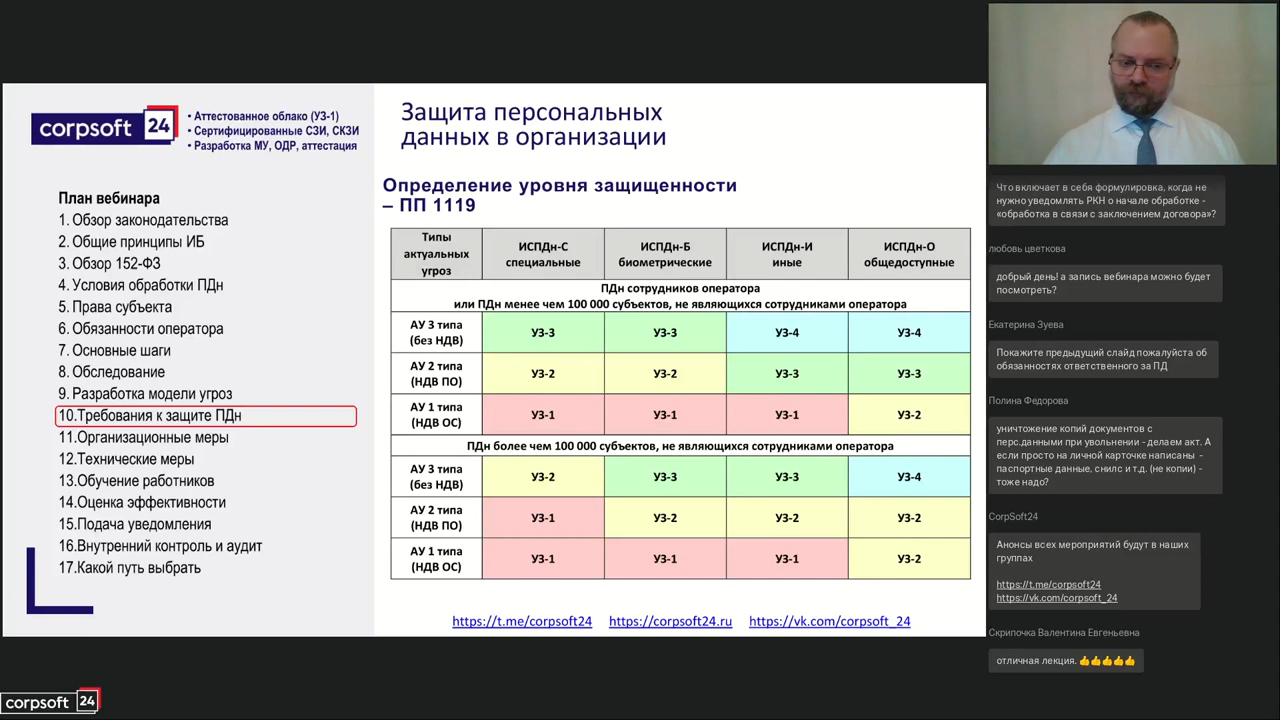 corpsoft 24
• Аттестованное облако (УЗ-1)
• Сертифицированные СЗИ, СКЗИ
• Разработка МУ, ОДР, аттестация
План вебинара
1. Обзор законодательства
2. Общие принципы ИБ
3. Обзор 152-ФЗ
4. Условия обработки ПДн
5. Права субъекта
6. Обязанности оператора
7. Основные шаги
8. Обследование
9. Разработка модели угроз
10.Требования к защите ПДн
11.Организационные меры
12.Технические меры
13.Обучение работников
14.Оценка эффективности
15.Подача уведомления
16.Внутренний контроль и аудит
17.Какой путь выбрать
Защита персональных
данных в организации
Определение уровня защищенности
– ПП 1119
Типы
актуальных
угроз
ИСПДн-С
специальные
ИСПДн-Б
биометрические
ИСПДн-И
иные
ИСПДн-О
общедоступные
ПДн сотрудников оператора
или ПДн менее чем 100 000 субъектов, не являющихся сотрудниками оператора
АУ 3 типа
(без НДВ)
УЗ-3
УЗ-3
УЗ-4
УЗ-4
АУ 2 типа
(НДВ ПО)
УЗ-2
УЗ-2
УЗ-3
УЗ-3
АУ 1 типа
(НДВ ОС)
УЗ-1
УЗ-1
УЗ-1
УЗ-2
ПДн более чем 100 000 субъектов, не являющихся сотрудниками оператора
АУ 3 типа
(без НДВ)
УЗ-2
УЗ-3
УЗ-3
УЗ-4
АУ 2 типа
(НДВ ПО)
УЗ-1
УЗ-2
УЗ-2
УЗ-2
АУ 1 типа
(НДВ ОС)
УЗ-1
УЗ-1
УЗ-1
УЗ-2
https://t.me/corpsoft24 https://corpsoft24.ru https://vk.com/corpsoft_24
corpsoft 24
Что включает в себя формулировка, когда не
нужно уведомлять РКН о начале обработке -
«обработка в связи с заключением договора»?
любовь цветкова
добрый день! а запись вебинара можно будет
посмотреть?
Екатерина Зуева
Покажите предыдущий слайд пожалуйста об
обязанностях ответственного за ПД
Полина Федорова
уничтожение копий документов с
перс.данными при увольнении - делаем акт. А
если просто на личной карточке написаны -
паспортные данные, снилс и т.д. (не копии) -
тоже надо?
CorpSoft24
Анонсы всех мероприятий будут в наших
группах
https://t.me/corpsoft24
https://vk.com/corpsoft_24
Скрипочка Валентина Евгеньевна
отличная лекция. 👍👍👍👍👍